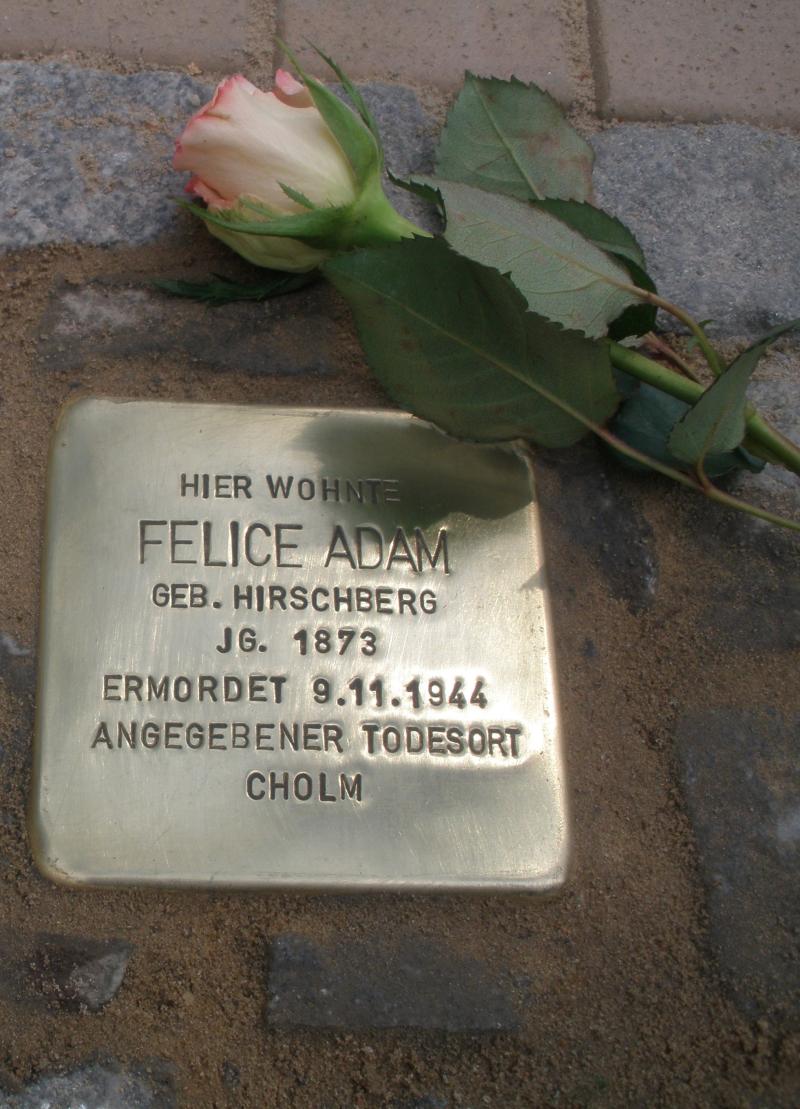 HIER WOHNTE
FELICE ADAM
GEB. HIRSCHBERG
JG. 1873
ERMORDET 9.11.1944
ANGEGEBENER TODESORT
CHOLM